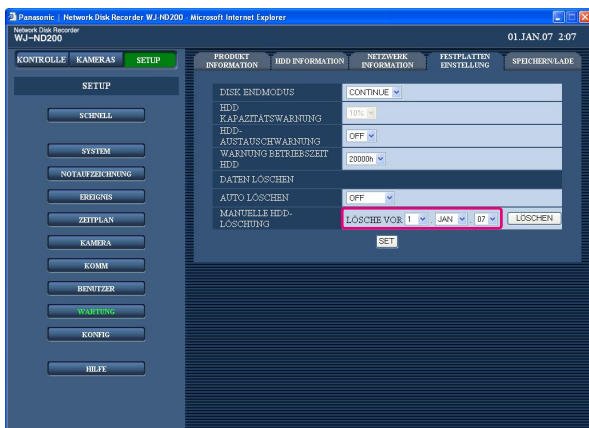 Panasonic | Network Disk Recorder WJ-ND200 - Microsoft Internet Explorer
Network Disk Recorder
WJ-ND200
01.JAN.07 2:07
KONTROLLE KAMERAS SETUP
PRODUKT INFORMATION
HDD INFORMATION
NETZWERK INFORMATION
FESTPLATTEN EINSTELLUNG
SPEICHERN/LADE
SETUP
SCHNELL
SYSTEM
NOTAUFZEICHNUNG
EREIGNIS
ZEITPLAN
KAMERA
KOMM
BENUTZER
WARTUNG
KONFIG
HILFE
DISK ENDMODUS CONTINUE
HDD
KAPAZITÄTSWARNUNG 10%
HDD-
AUSTAUSCHWARNUNG OFF
WARNUNG BETRIEBSZEIT
HDD 20000h
DATEN LÖSCHEN
AUTO LÖSCHEN OFF
MANUELLE HDD-
LÖSCHUNG LÖSCHE VOR 1 . JAN . 07 LÖSCHEN
SET